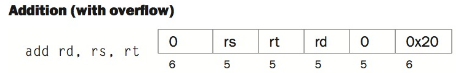 Addition (with overflow)
add rd, rs, rt 0 rs rt rd 0 0x20
6 5 5 5 5 6